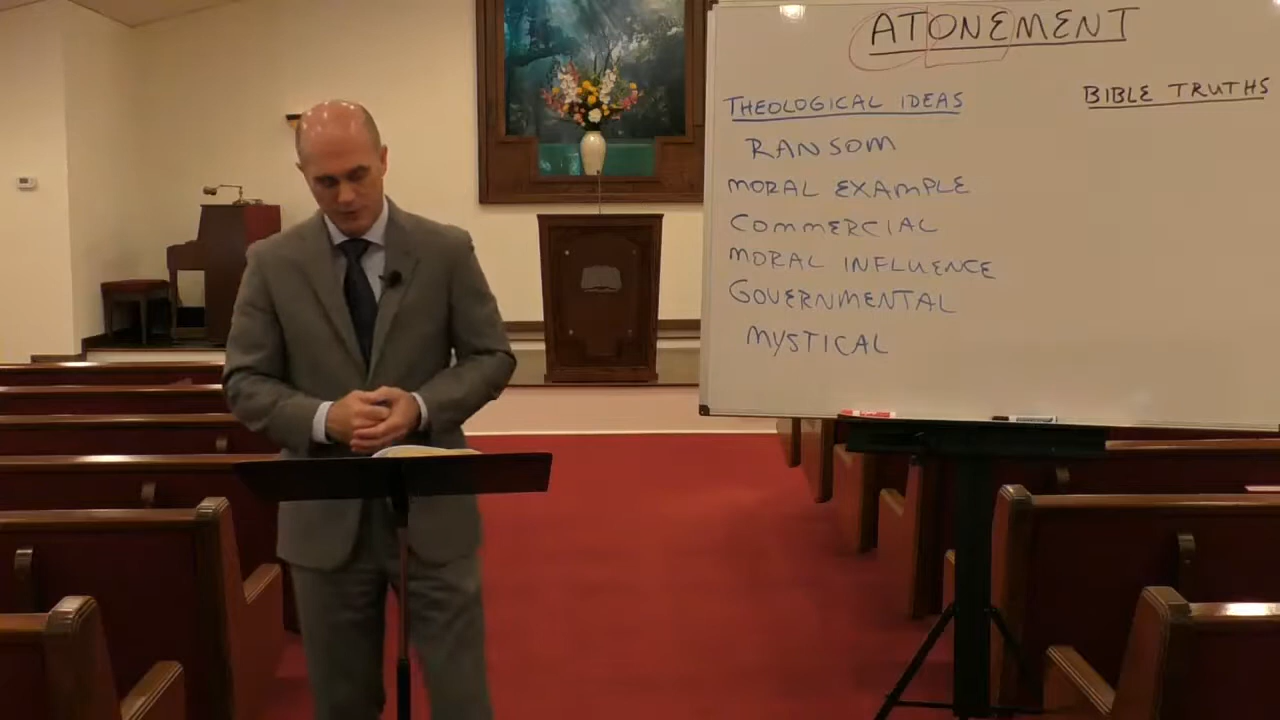 ATONEMENT
THEOLOGICAL IDEAS
BIBLE TRUTHS
RANSOM
MORAL EXAMPLE
COMMERCIAL
MORAL INFLUENCE
GOVERNMENTAL
MYSTICAL